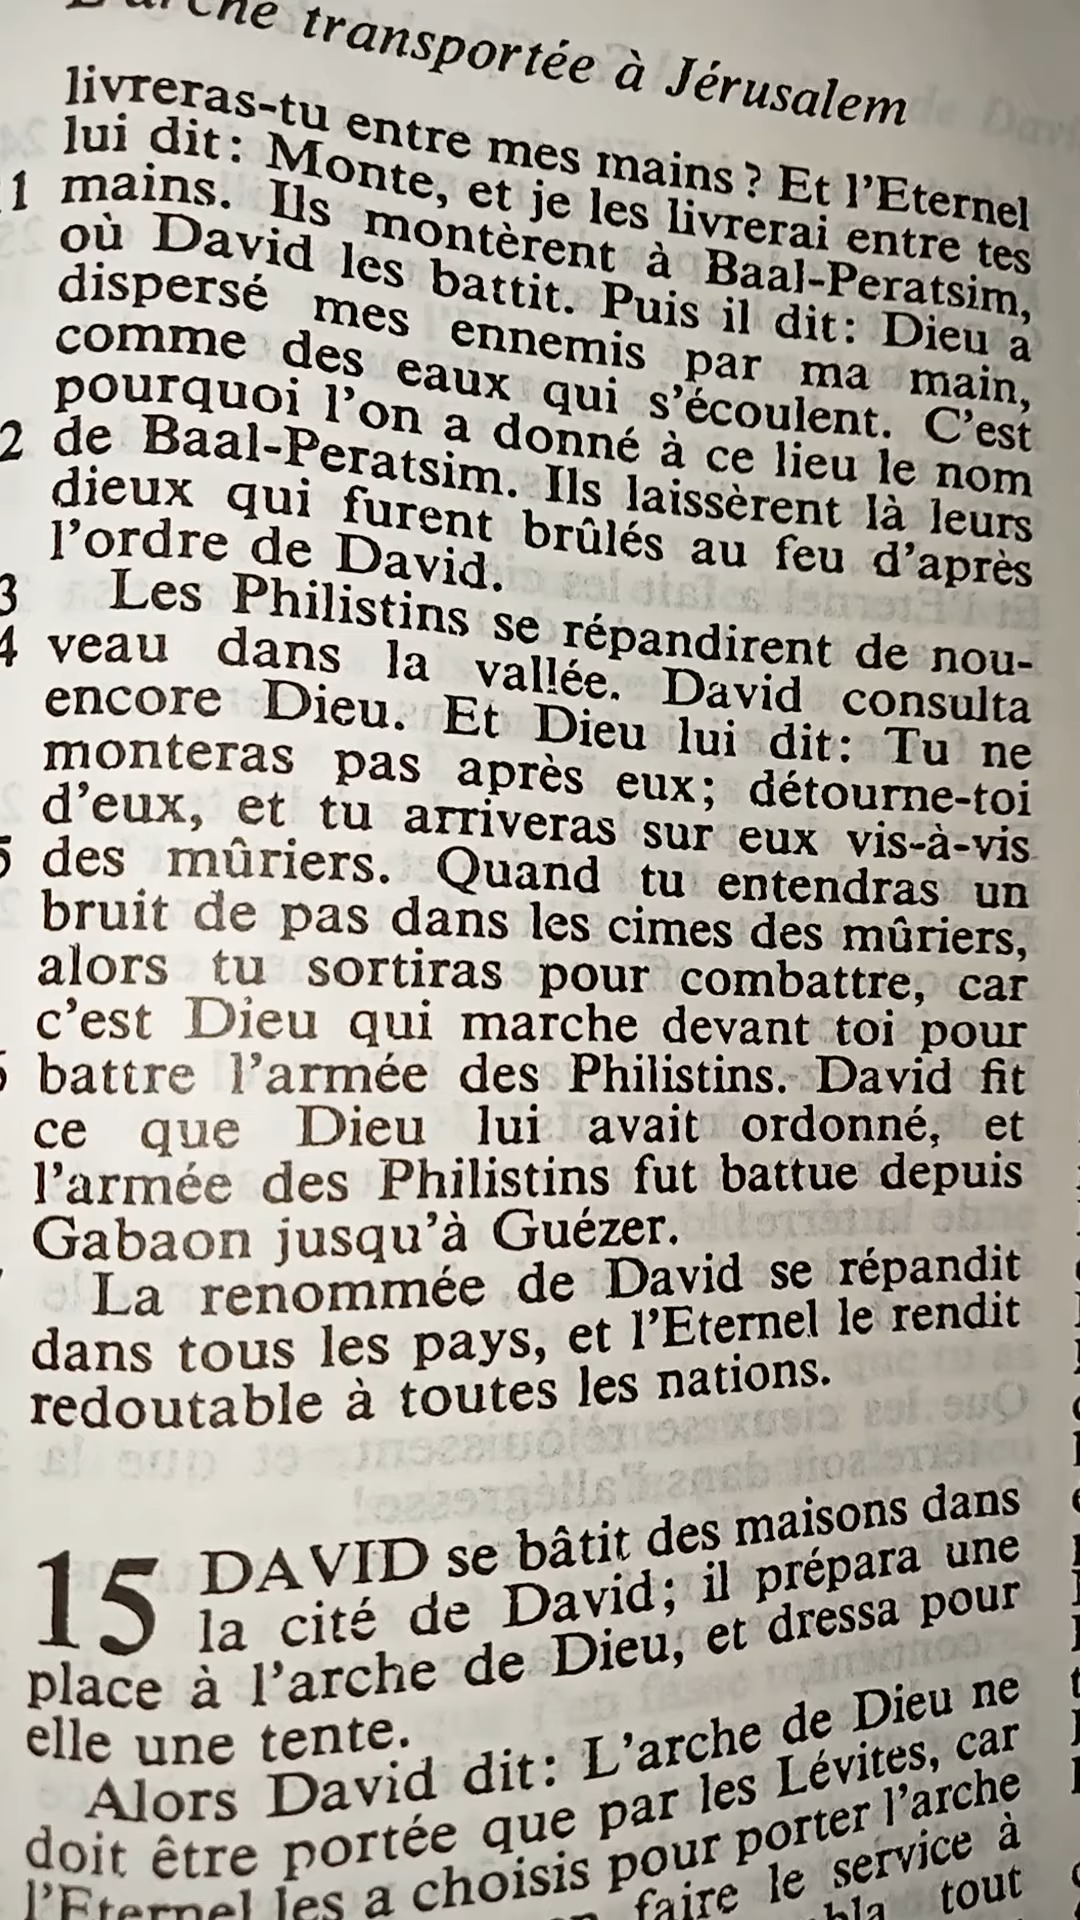 L'arche transportée à Jérusalem
livreras-tu entre mes mains ? Et l'Eternel
lui dit: Monte, et je les livrerai entre tes
1 mains. Ils montèrent à Baal-Peratsim,
où David les battit. Puis il dit: Dieu a
dispersé mes ennemis par ma main,
comme des eaux qui s'écoulent. C'est
pourquoi l'on a donné à ce lieu le nom
2 de Baal-Peratsim. Ils laissèrent là leurs
dieux qui furent brûlés au feu d'après
l'ordre de David.
3 Les Philistins se répandirent de nou-
4 veau dans la vallée. David consulta
encore Dieu. Et Dieu lui dit: Tu ne
monteras pas après eux; détourne-toi
d'eux, et tu arriveras sur eux vis-à-vis
5 des mûriers. Quand tu entendras un
bruit de pas dans les cimes des mûriers,
alors tu sortiras pour combattre, car
c'est Dieu qui marche devant toi pour
6 battre l'armée des Philistins. David fit
ce que Dieu lui avait ordonné, et
l'armée des Philistins fut battue depuis
Gabaon jusqu'à Guézer.
La renommée de David se répandit
dans tous les pays, et l'Eternel le rendit
redoutable à toutes les nations.
15 DAVID se bâtit des maisons dans
la cité de David; il prépara une
place à l'arche de Dieu, et dressa pour
elle une tente.
Alors David dit: L'arche de Dieu ne
doit être portée que par les Lévites, car
l'Eternel les a choisis pour porter l'arche
faire le service à
tout